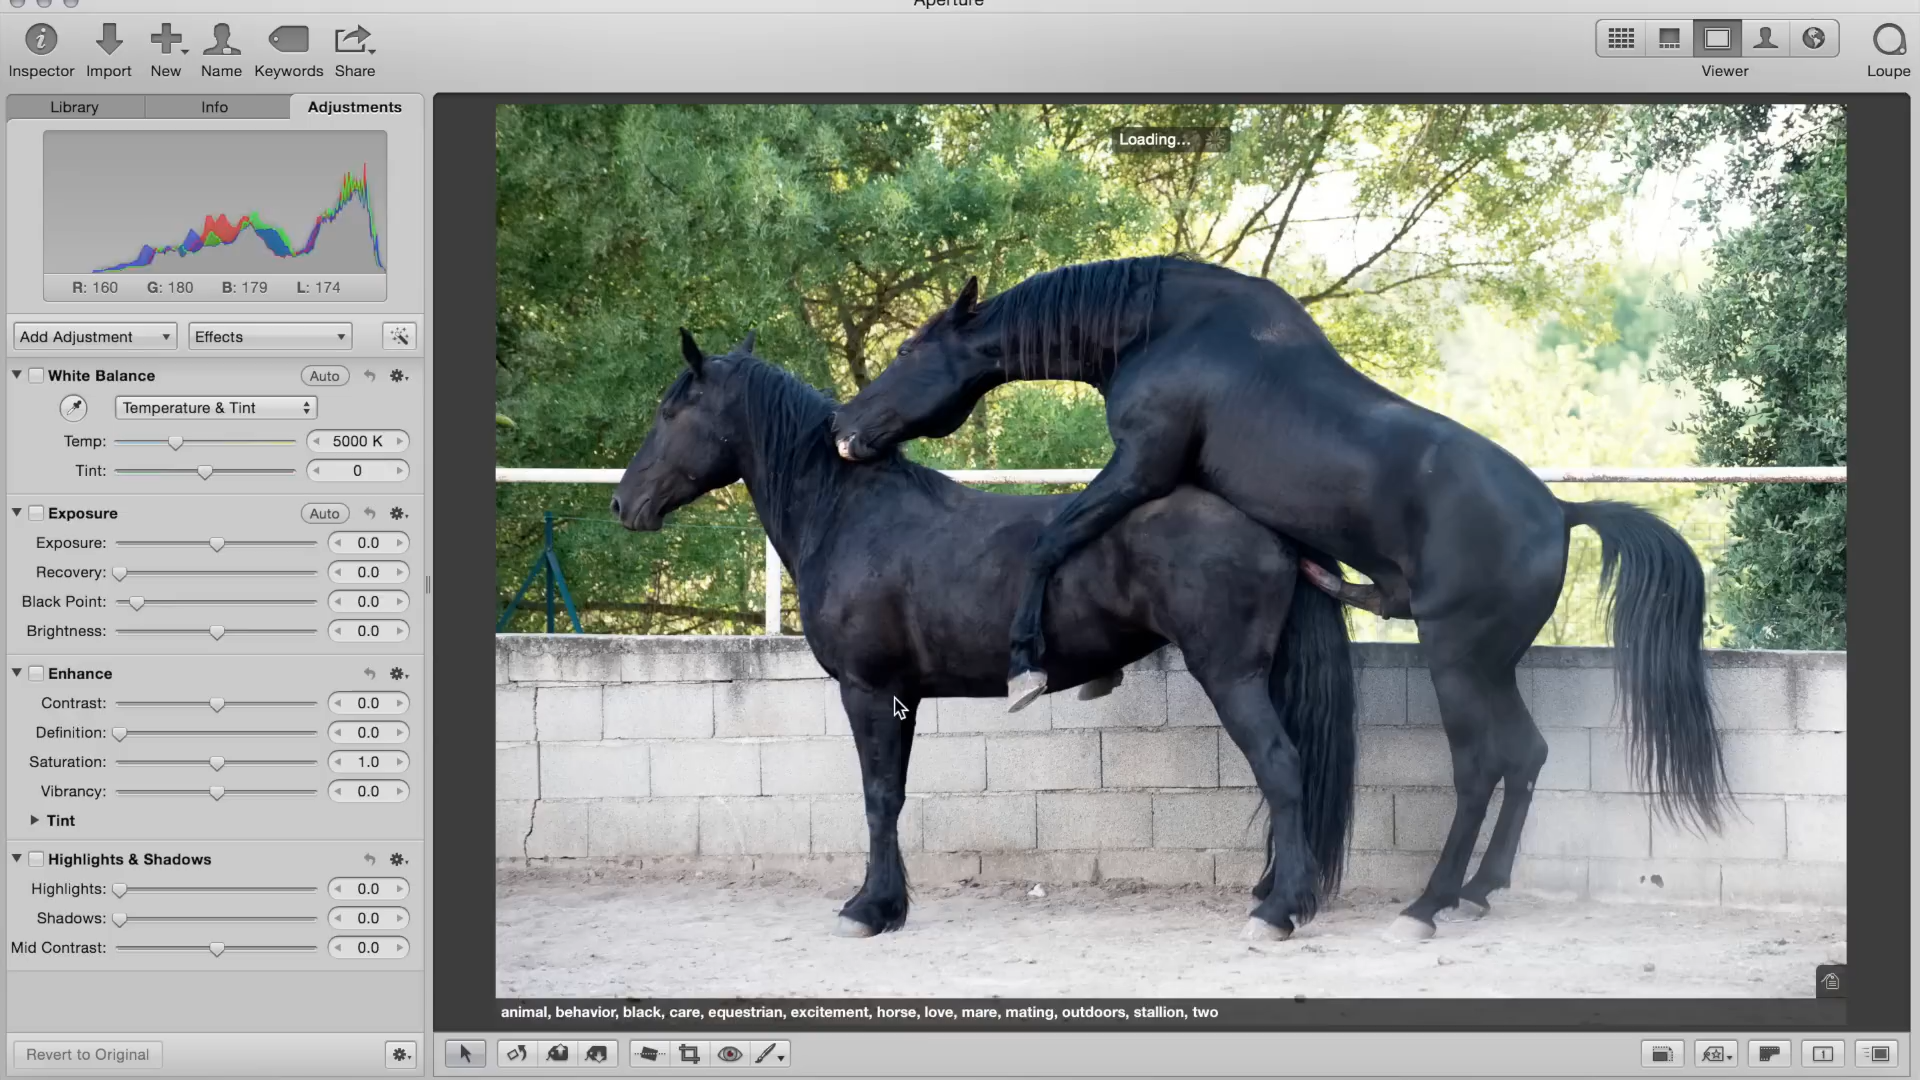 Aperture
Inspector Import New Name Keywords Share
Viewer
Loupe
Library Info Adjustments
R: 160 G: 180 B: 179 L: 174
Add Adjustment Effects
White Balance Auto
Temperature & Tint
Temp: 5000 K
Tint: 0
Exposure Auto
Exposure: 0.0
Recovery: 0.0
Black Point: 0.0
Brightness: 0.0
Enhance
Contrast: 0.0
Definition: 0.0
Saturation: 1.0
Vibrancy: 0.0
Tint
Highlights & Shadows
Highlights: 0.0
Shadows: 0.0
Mid Contrast: 0.0
Revert to Original
Loading...
animal, behavior, black, care, equestrian, excitement, horse, love, mare, mating, outdoors, stallion, two
1